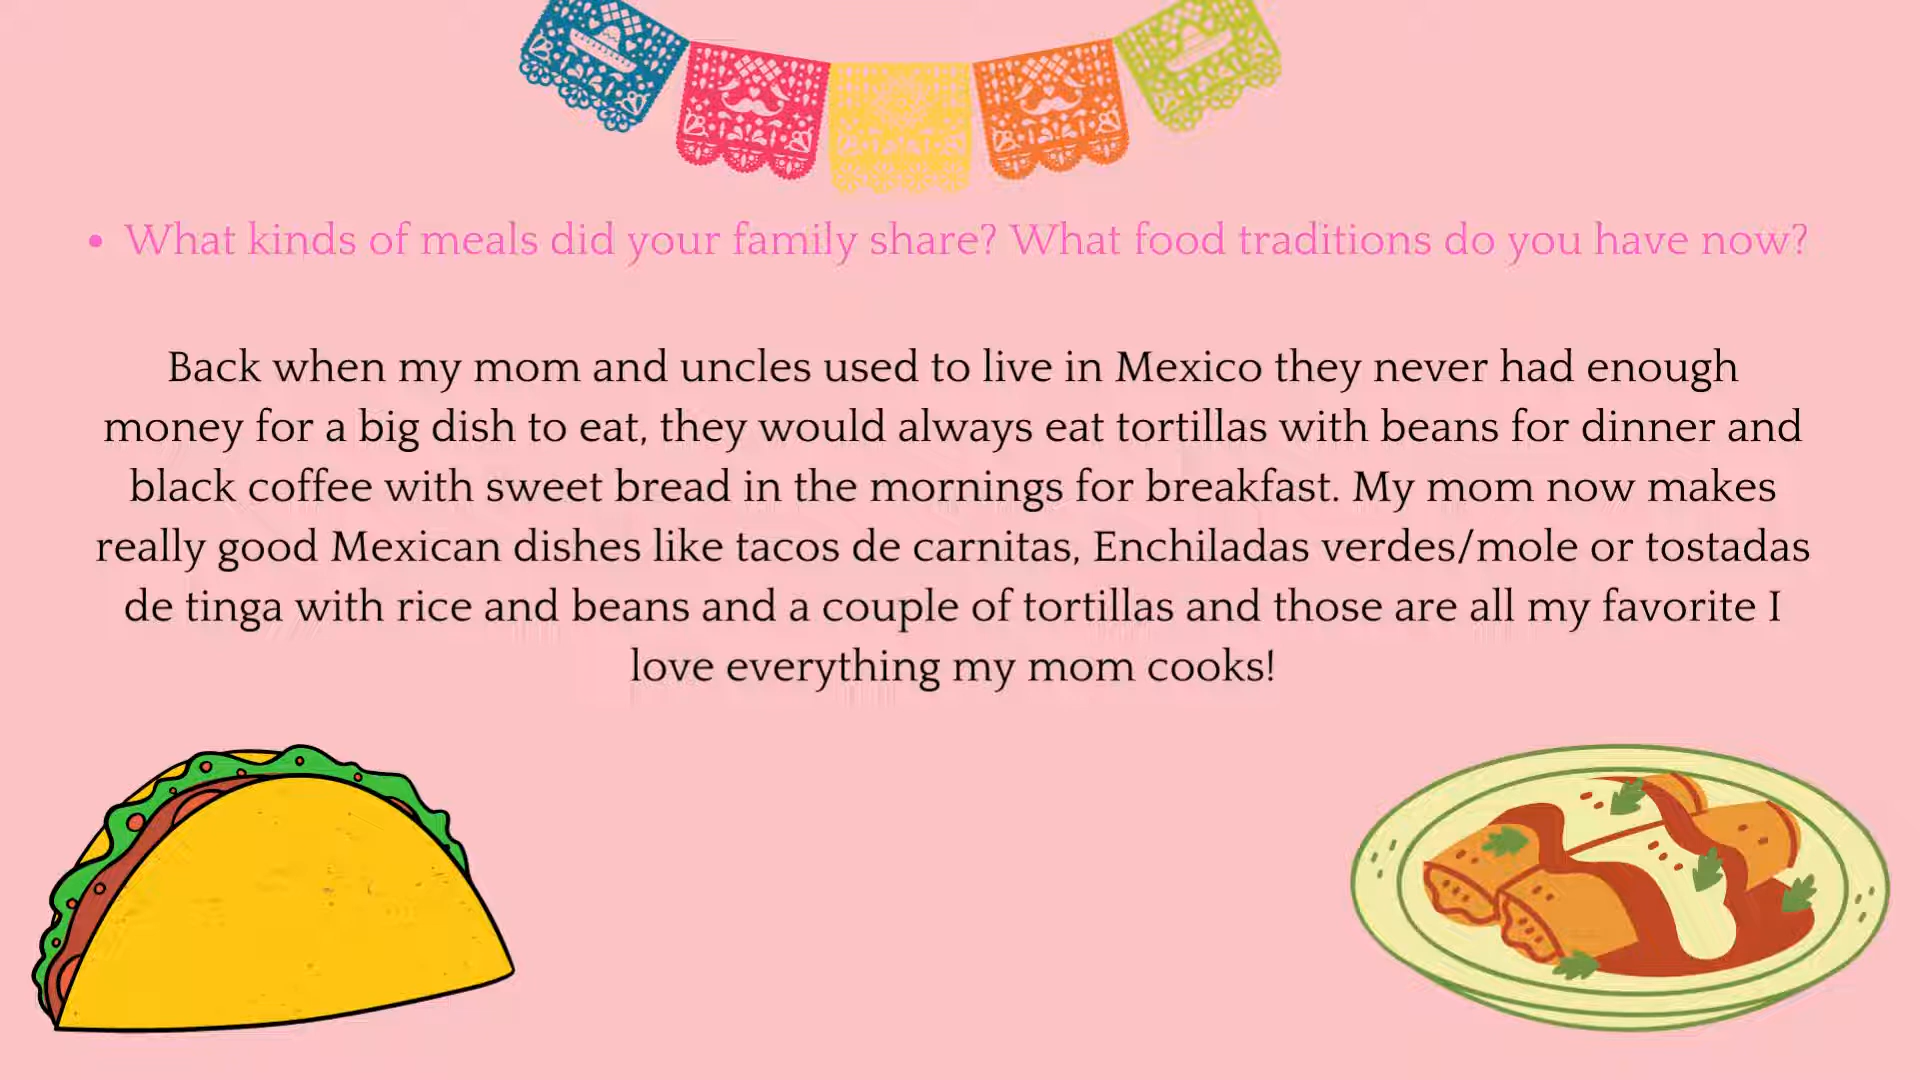 • What kinds of meals did your family share? What food traditions do you have now?
Back when my mom and uncles used to live in Mexico they never had enough
money for a big dish to eat, they would always eat tortillas with beans for dinner and
black coffee with sweet bread in the mornings for breakfast. My mom now makes
really good Mexican dishes like tacos de carnitas, Enchiladas verdes/mole or tostadas
de tinga with rice and beans and a couple of tortillas and those are all my favorite I
love everything my mom cooks!